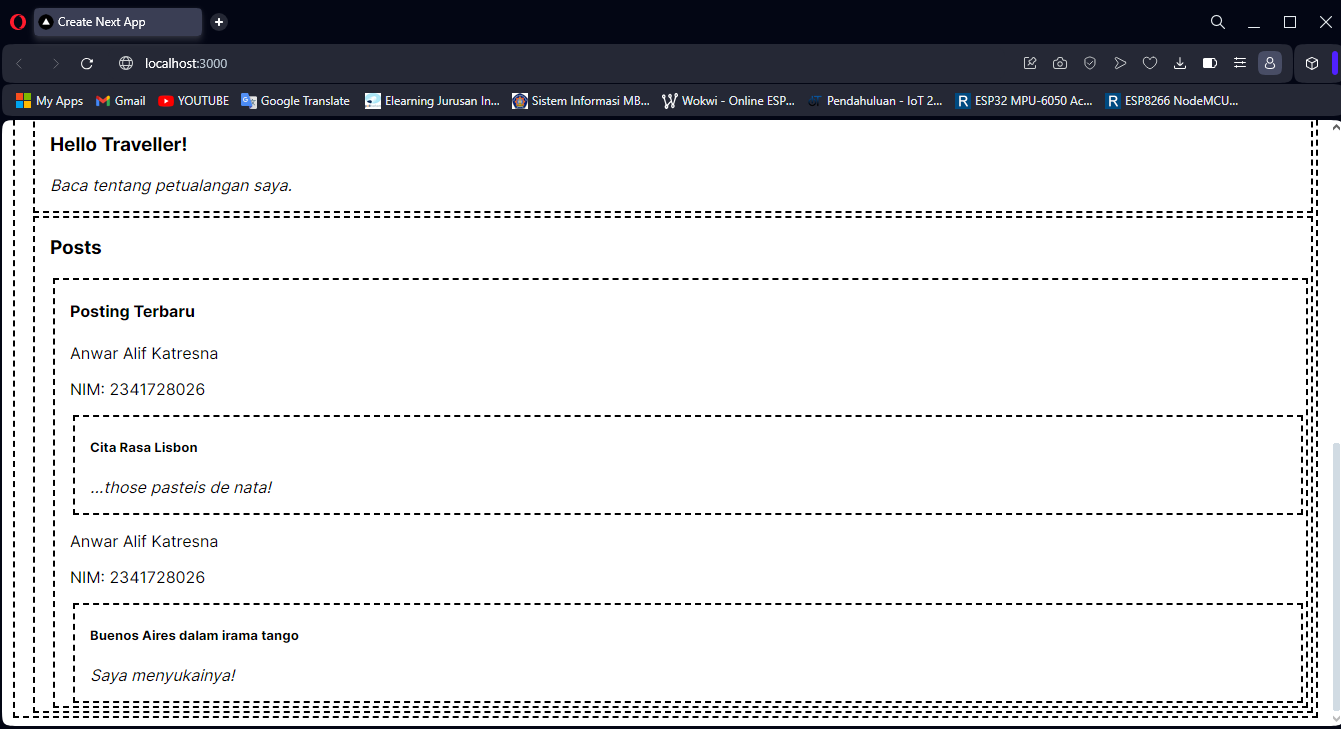 Create Next App
localhost:3000
My Apps
Gmail
YOUTUBE
Google Translate
Elearning Jurusan In...
Sistem Informasi MB...
Wokwi - Online ESP...
Pendahuluan - IoT 2...
R ESP32 MPU-6050 Ac...
R ESP8266 NodeMCU...
Hello Traveller!
Baca tentang petualangan saya.
Posts
Posting Terbaru
Anwar Alif Katresna
NIM: 2341728026
Cita Rasa Lisbon
...those pasteis de nata!
Anwar Alif Katresna
NIM: 2341728026
Buenos Aires dalam irama tango
Saya menyukainya!